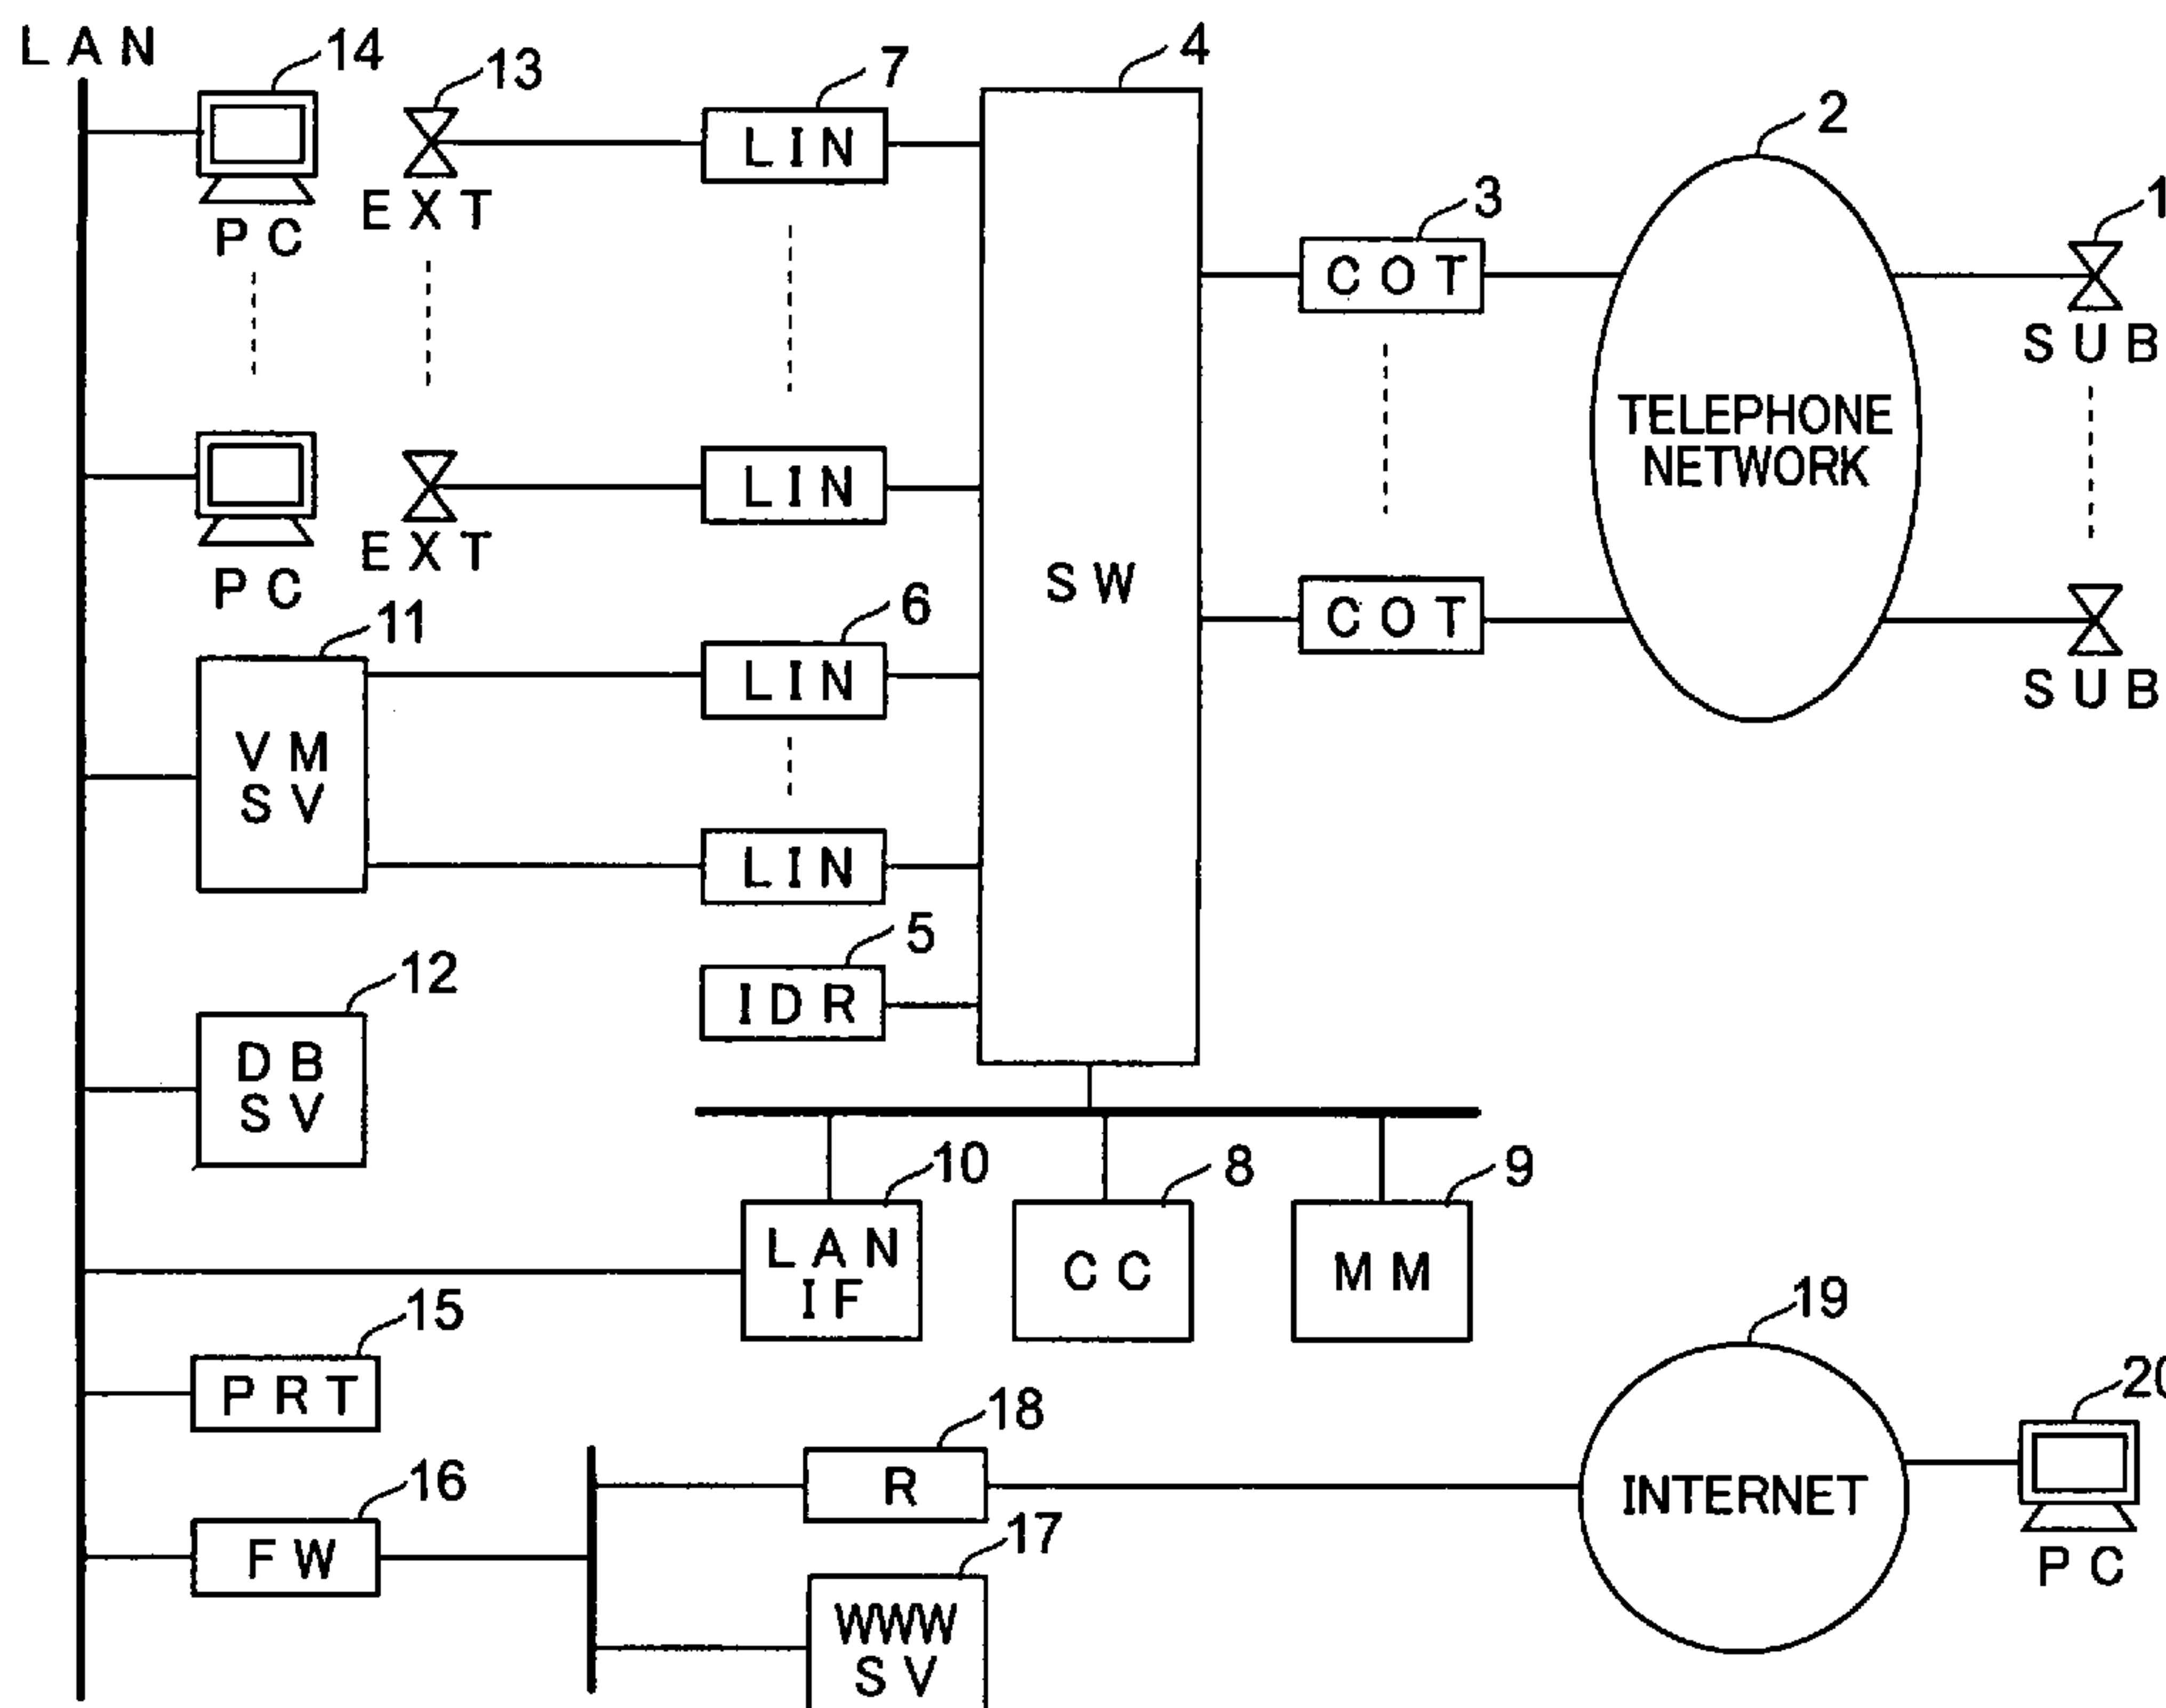 LAN
14
13
7
4
2
1
LIN
PC
EXT
3
COT
SUB
TELEPHONE
NETWORK
LIN
PC
EXT
SW
COT
SUB
11
6
LIN
VM
SV
LIN
5
IDR
12
DB
SV
10
8
9
LAN
IF
CC
MM
15
PRT
19
INTERNET
20
PC
16
FW
18
R
17
WWW
SV